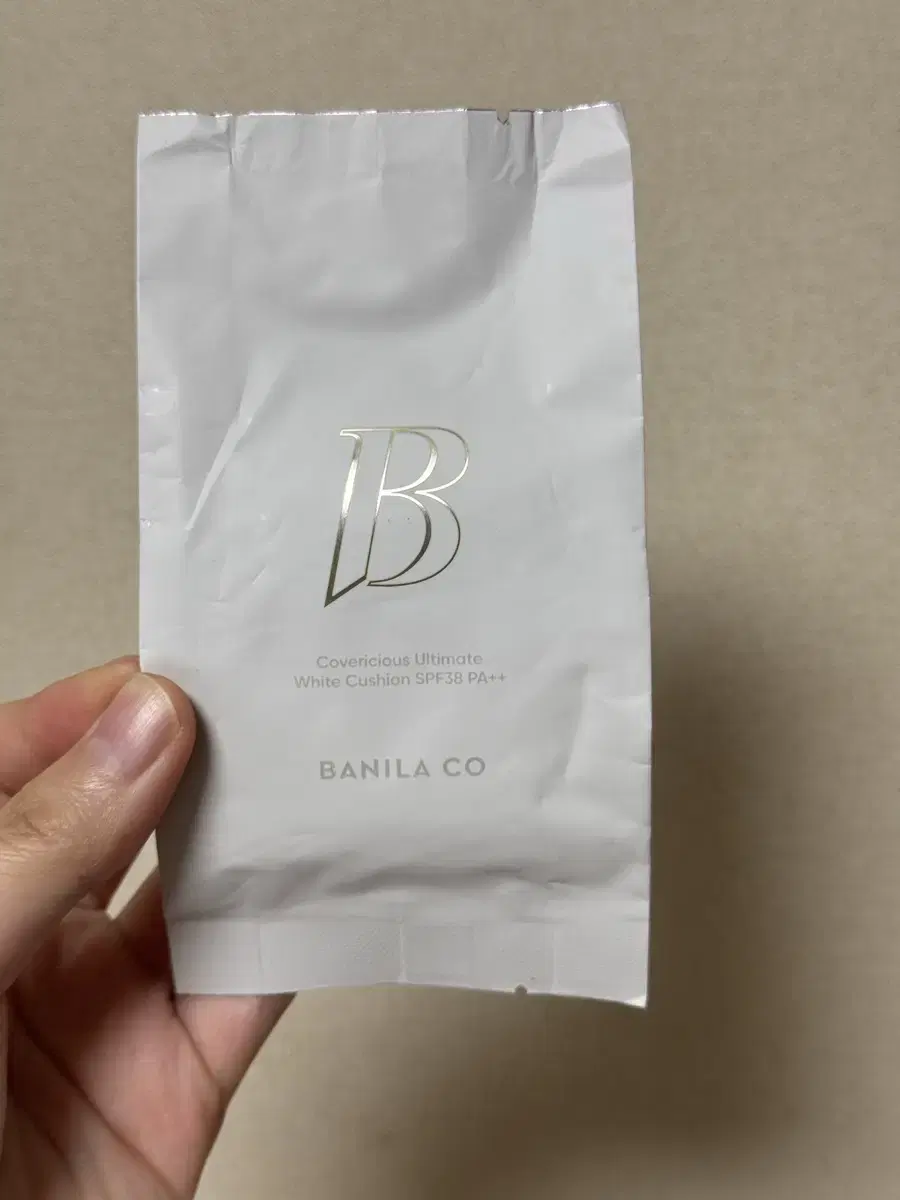 B
Covericious Ultimate
White Cushion SPF38 PA++
BANILA CO